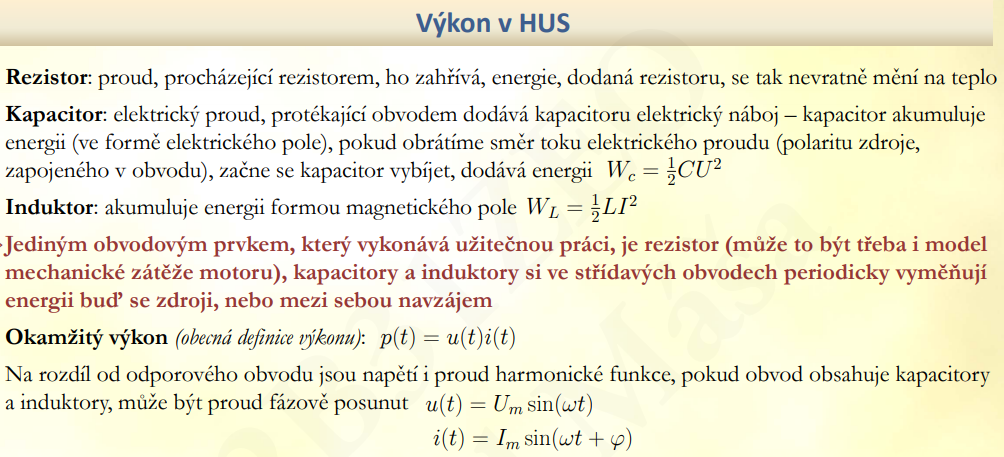 Výkon v HUS
Rezistor: proud, procházející rezistorem, ho zahřívá, energie, dodaná rezistoru, se tak nevratně mění na teplo
Kapacitor: elektrický proud, protékající obvodem dodává kapacitoru elektrický náboj – kapacitor akumuluje
energii (ve formě elektrického pole), pokud obrátíme směr toku elektrického proudu (polaritu zdroje,
zapojeného v obvodu), začne se kapacitor vybíjet, dodává energii W_c = ½CU²
Induktor: akumuluje energii formou magnetického pole W_L = ½LI²
Jediným obvodovým prvkem, který vykonává užitečnou práci, je rezistor (může to být třeba i model
mechanické zátěže motoru), kapacitory a induktory si ve střídavých obvodech periodicky vyměňují
energii buď se zdroji, nebo mezi sebou navzájem
Okamžitý výkon (obecná definice výkonu): p(t) = u(t)i(t)
Na rozdíl od odporového obvodu jsou napětí i proud harmonické funkce, pokud obvod obsahuje kapacitory
a induktory, může být proud fázově posunut u(t) = U_m sin(ωt)
i(t) = I_m sin(ωt + φ)